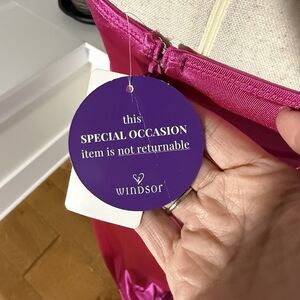 this
SPECIAL OCCASION
item is not returnable
WINDSOR